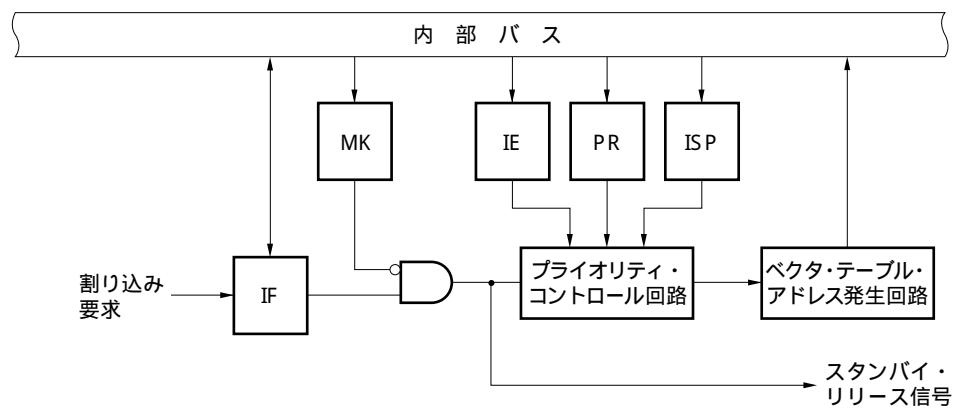 内 部 バ ス
MK
IE
PR
ISP
割り込み
要求
IF
プライオリティ・
コントロール回路
ベクタ・テーブル・
アドレス発生回路
スタンバイ・
リリース信号